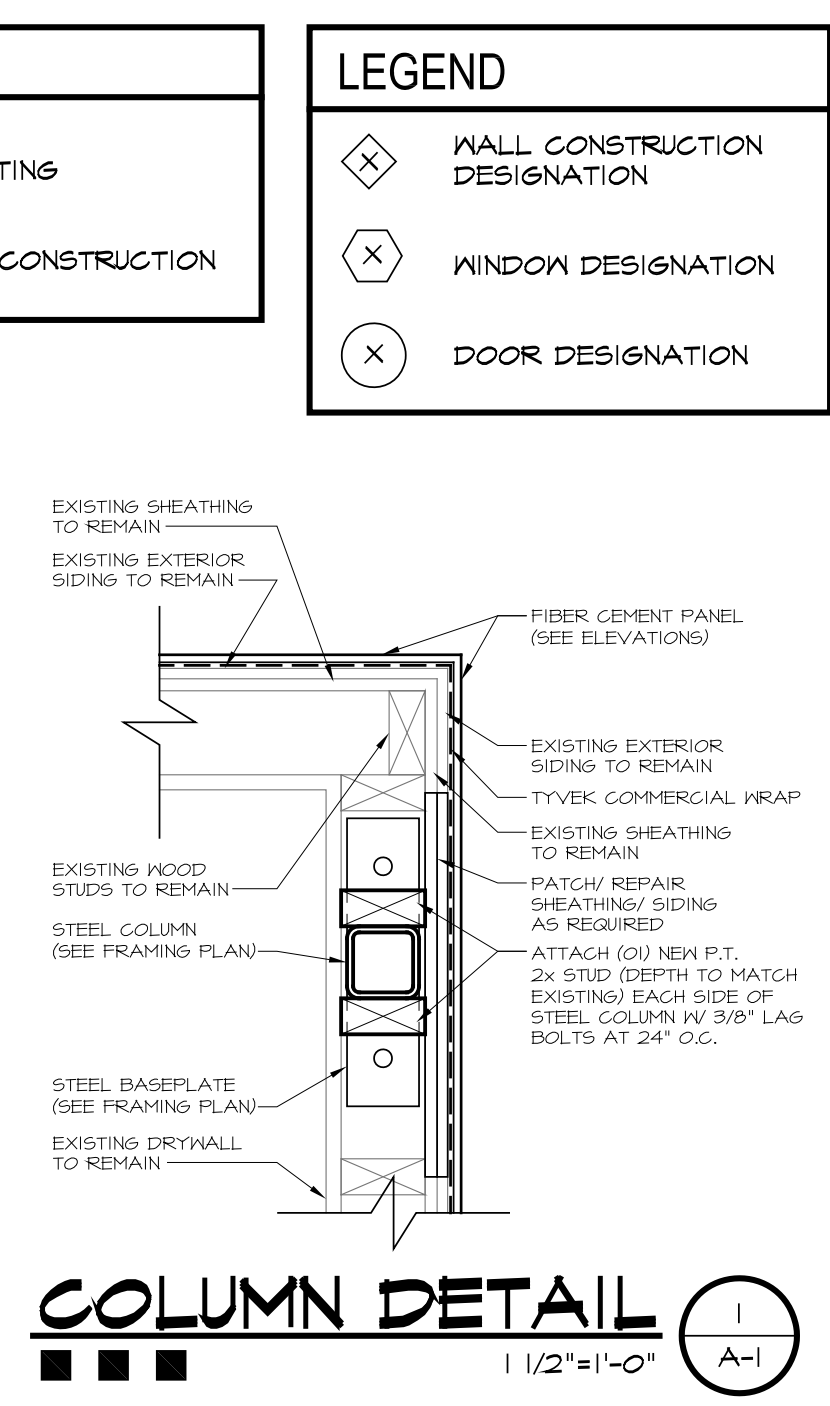 TING
CONSTRUCTION
LEGEND
X
WALL CONSTRUCTION
DESIGNATION
X
WINDOW DESIGNATION
X
DOOR DESIGNATION
EXISTING SHEATHING
TO REMAIN
EXISTING EXTERIOR
SIDING TO REMAIN
EXISTING WOOD
STUDS TO REMAIN
STEEL COLUMN
(SEE FRAMING PLAN)
STEEL BASEPLATE
(SEE FRAMING PLAN)
EXISTING DRYWALL
TO REMAIN
FIBER CEMENT PANEL
(SEE ELEVATIONS)
EXISTING EXTERIOR
SIDING TO REMAIN
TYVEK COMMERCIAL WRAP
EXISTING SHEATHING
TO REMAIN
PATCH/ REPAIR
SHEATHING/ SIDING
AS REQUIRED
ATTACH (01) NEW P.T.
2x STUD (DEPTH TO MATCH
EXISTING) EACH SIDE OF
STEEL COLUMN W/ 3/8" LAG
BOLTS AT 24" O.C.
COLUMN DETAIL
1 1/2"=1'-0"
1
A-1